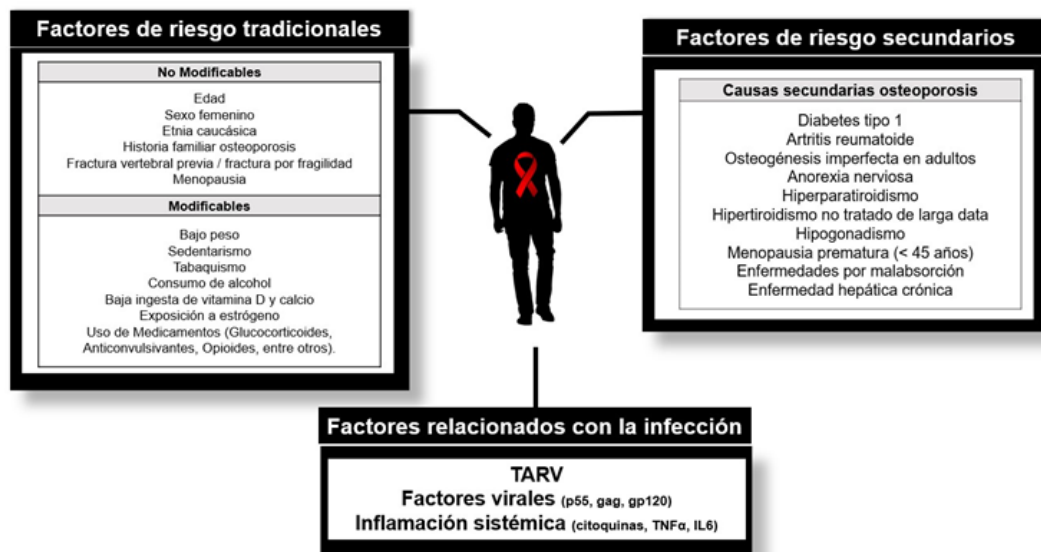 Factores de riesgo tradicionales
No Modificables
Edad
Sexo femenino
Etnia caucásica
Historia familiar osteoporosis
Fractura vertebral previa / fractura por fragilidad
Menopausia
Modificables
Bajo peso
Sedentarismo
Tabaquismo
Consumo de alcohol
Baja ingesta de vitamina D y calcio
Exposición a estrógeno
Uso de Medicamentos (Glucocorticoides,
Anticonvulsivantes, Opioides, entre otros).
Factores de riesgo secundarios
Causas secundarias osteoporosis
Diabetes tipo 1
Artritis reumatoide
Osteogénesis imperfecta en adultos
Anorexia nerviosa
Hiperparatiroidismo
Hipertiroidismo no tratado de larga data
Hipogonadismo
Menopausia prematura (< 45 años)
Enfermedades por malabsorción
Enfermedad hepática crónica
Factores relacionados con la infección
TARV
Factores virales (p55, gag, gp120)
Inflamación sistémica (citoquinas, TNFα, IL6)